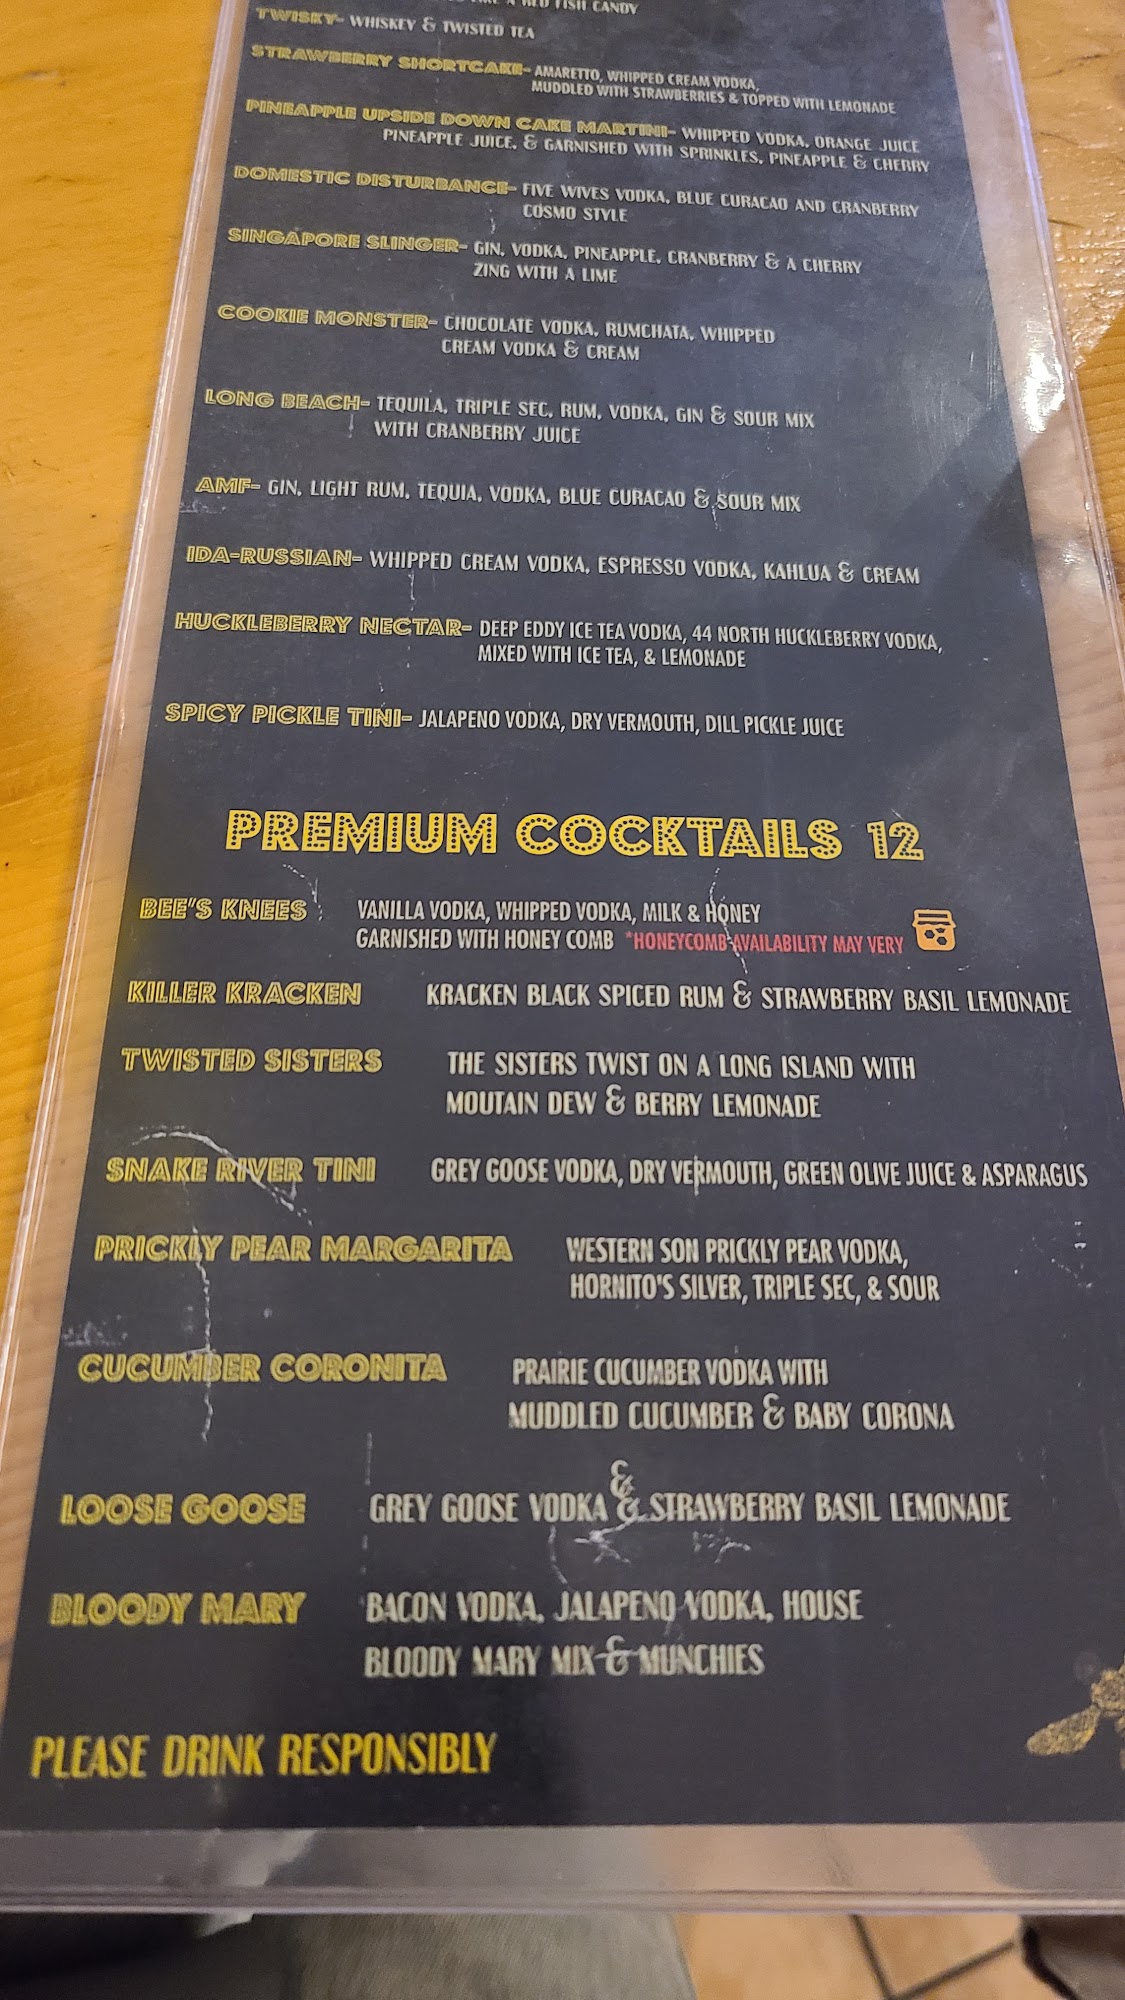 A RED FISH CANDY
TWISKY- WHISKEY & TWISTED TEA
STRAWBERRY SHORTCAKE- AMARETTO, WHIPPED CREAM VODKA,
MUDDLED WITH STRAWBERRIES & TOPPED WITH LEMONADE
PINEAPPLE UPSIDE DOWN CAKE MARTINI- WHIPPED VODKA, ORANGE JUICE
PINEAPPLE JUICE, & GARNISHED WITH SPRINKLES, PINEAPPLE & CHERRY
DOMESTIC DISTURBANCE- FIVE WIVES VODKA, BLUE CURACAO AND CRANBERRY
COSMO STYLE
SINGAPORE SLINGER- GIN, VODKA, PINEAPPLE, CRANBERRY & A CHERRY
ZING WITH A LIME
COOKIE MONSTER- CHOCOLATE VODKA, RUMCHATA, WHIPPED
CREAM VODKA & CREAM
LONG BEACH- TEQUILA, TRIPLE SEC, RUM, VODKA, GIN & SOUR MIX
WITH CRANBERRY JUICE
AMF- GIN, LIGHT RUM, TEQUIA, VODKA, BLUE CURACAO & SOUR MIX
IDA-RUSSIAN- WHIPPED CREAM VODKA, ESPRESSO VODKA, KAHLUA & CREAM
HUCKLEBERRY NECTAR- DEEP EDDY ICE TEA VODKA, 44 NORTH HUCKLEBERRY VODKA,
MIXED WITH ICE TEA, & LEMONADE
SPICY PICKLE TINI- JALAPENO VODKA, DRY VERMOUTH, DILL PICKLE JUICE
PREMIUM COCKTAILS 12
BEE'S KNEES VANILLA VODKA, WHIPPED VODKA, MILK & HONEY
GARNISHED WITH HONEY COMB *HONEYCOMB AVAILABILITY MAY VERY
KILLER KRACKEN KRACKEN BLACK SPICED RUM & STRAWBERRY BASIL LEMONADE
TWISTED SISTERS THE SISTERS TWIST ON A LONG ISLAND WITH
MOUTAIN DEW & BERRY LEMONADE
SNAKE RIVER TINI GREY GOOSE VODKA, DRY VERMOUTH, GREEN OLIVE JUICE & ASPARAGUS
PRICKLY PEAR MARGARITA WESTERN SON PRICKLY PEAR VODKA,
HORNITO'S SILVER, TRIPLE SEC, & SOUR
CUCUMBER CORONITA PRAIRIE CUCUMBER VODKA WITH
MUDDLED CUCUMBER & BABY CORONA
&
LOOSE GOOSE GREY GOOSE VODKA & STRAWBERRY BASIL LEMONADE
BLOODY MARY BACON VODKA, JALAPENO VODKA, HOUSE
BLOODY MARY MIX & MUNCHIES
PLEASE DRINK RESPONSIBLY